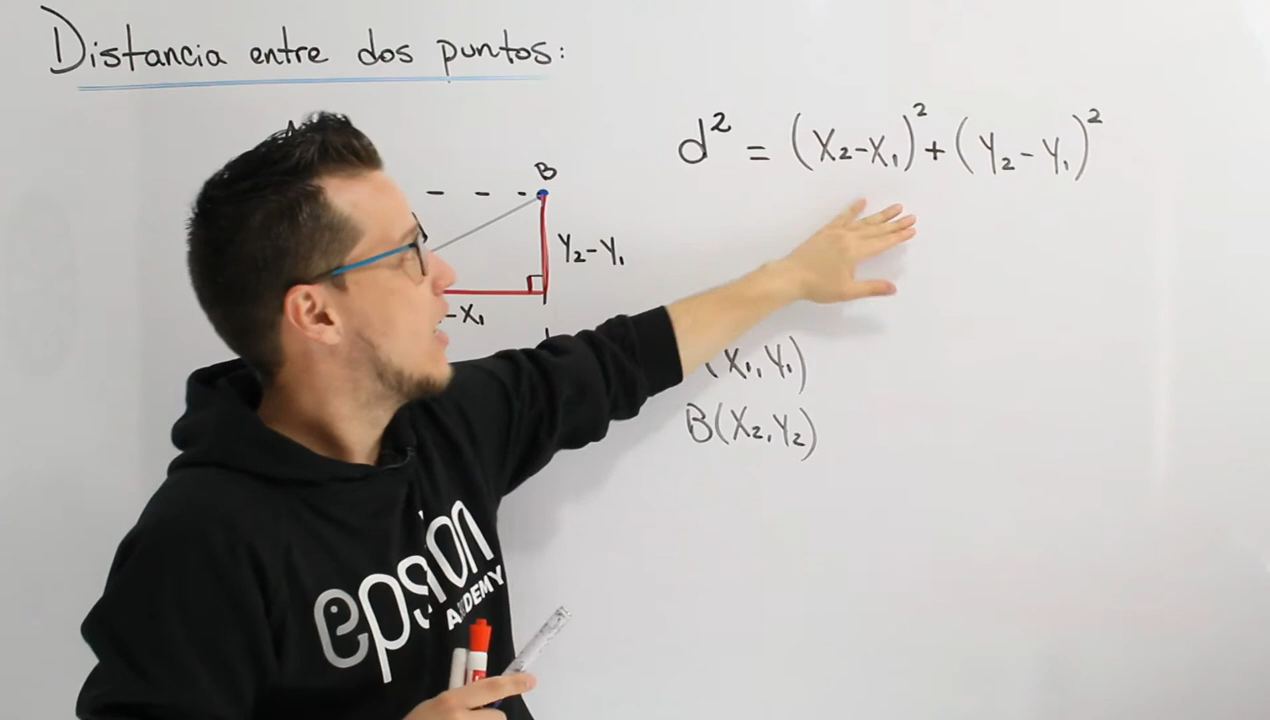 Distancia entre dos puntos:
d² = (X₂-X₁)² + (Y₂-Y₁)²
B
Y₂-Y₁
-X₁
(X₁,Y₁)
B(X₂,Y₂)
epsilon
ACADEMY